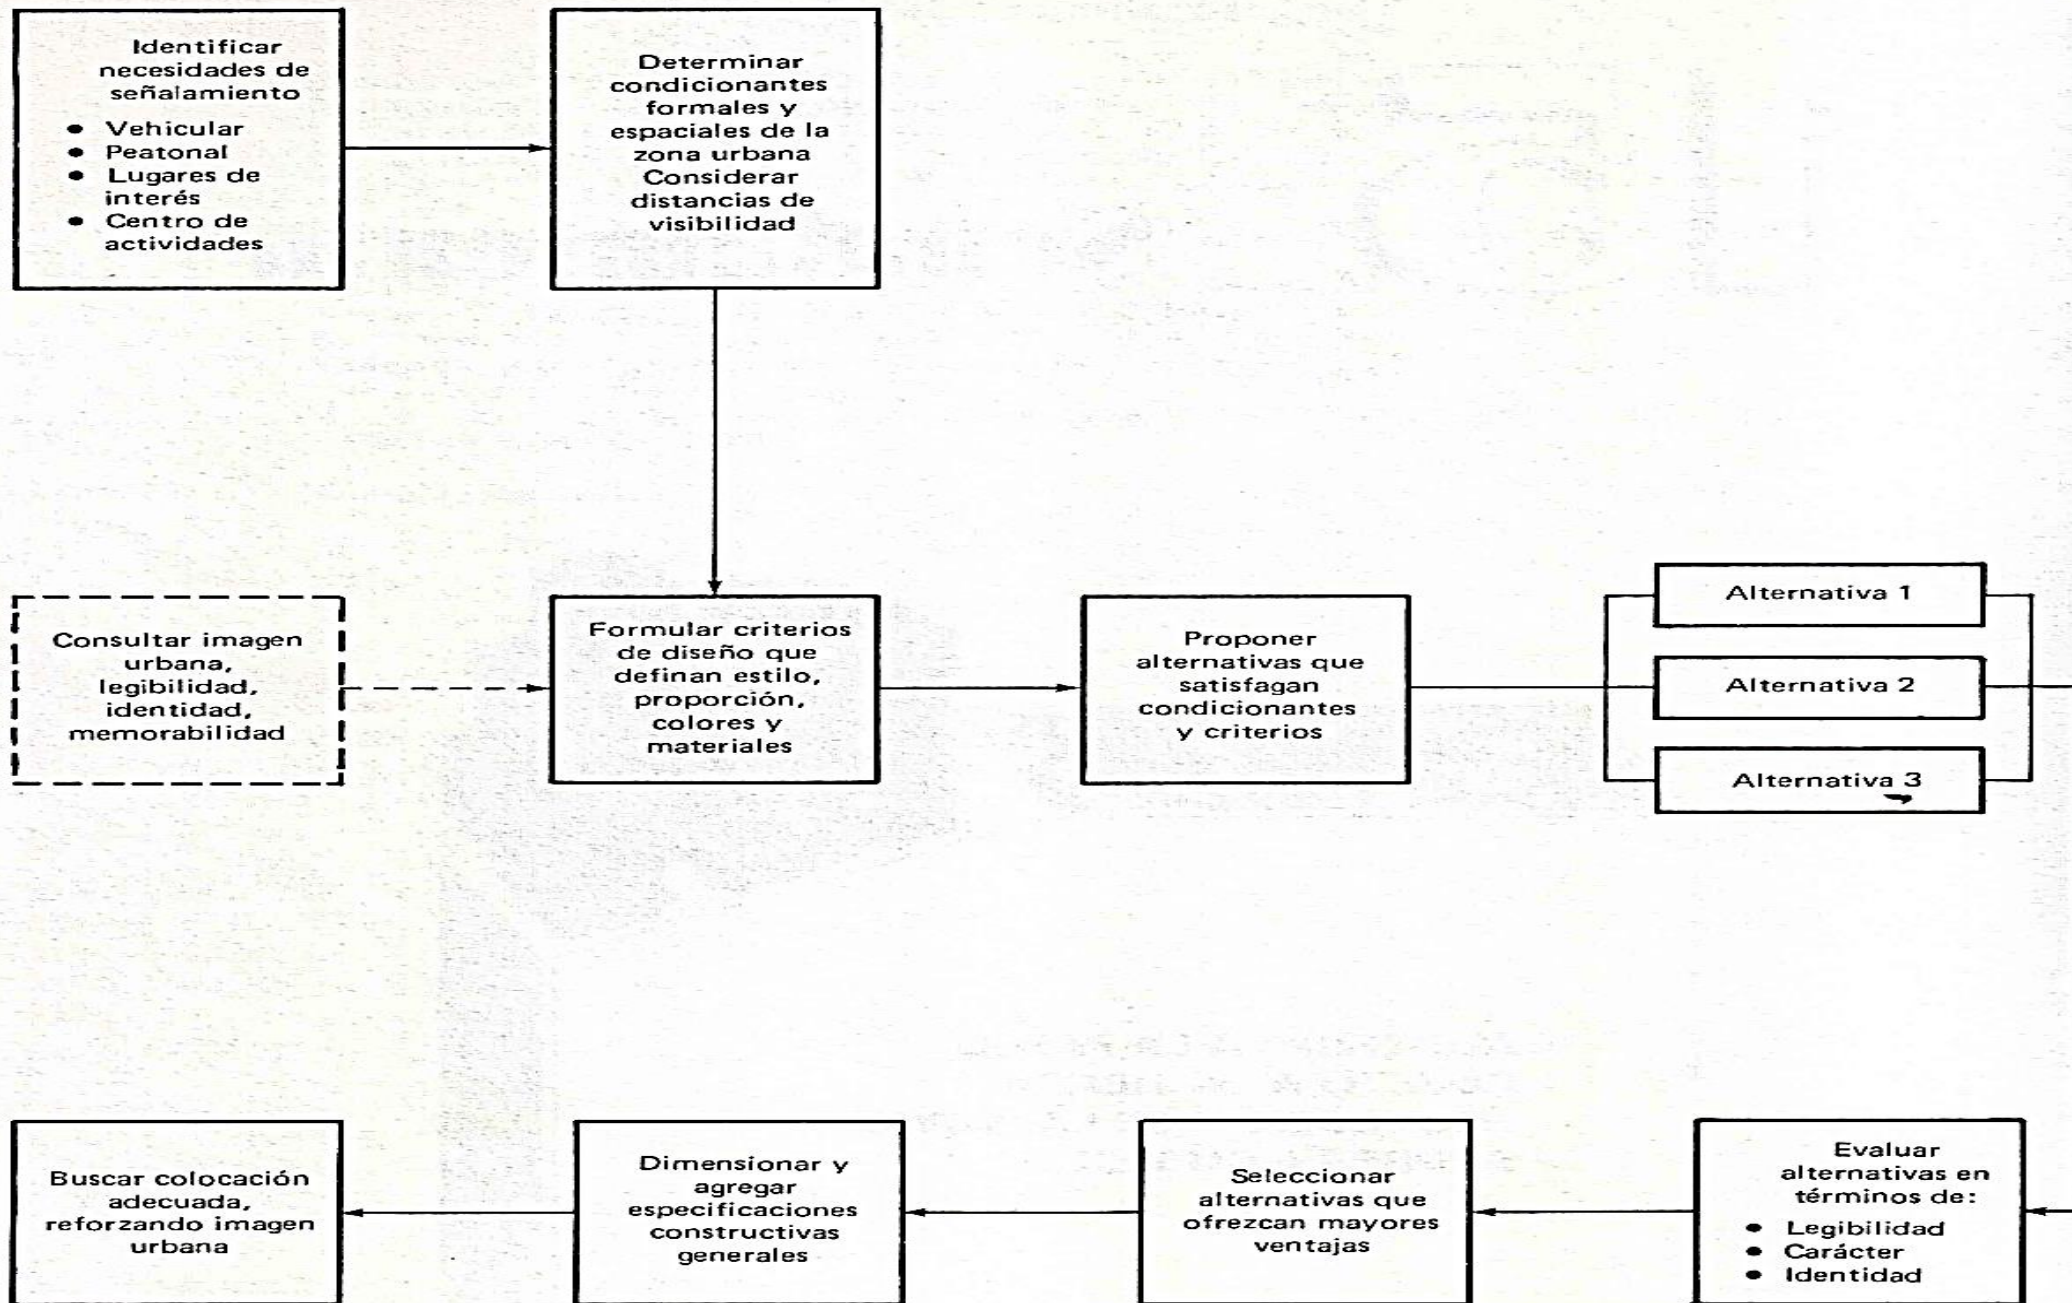 Identificar
necesidades de
señalamiento
• Vehicular
• Peatonal
• Lugares de
interés
• Centro de
actividades
Determinar
condicionantes
formales y
espaciales de la
zona urbana
Considerar
distancias de
visibilidad
Consultar imagen
urbana,
legibilidad,
identidad,
memorabilidad
Formular criterios
de diseño que
definan estilo,
proporción,
colores y
materiales
Proponer
alternativas que
satisfagan
condicionantes
y criterios
Alternativa 1
Alternativa 2
Alternativa 3
Evaluar
alternativas en
términos de:
• Legibilidad
• Carácter
• Identidad
Seleccionar
alternativas que
ofrezcan mayores
ventajas
Dimensionar y
agregar
especificaciones
constructivas
generales
Buscar colocación
adecuada,
reforzando imagen
urbana